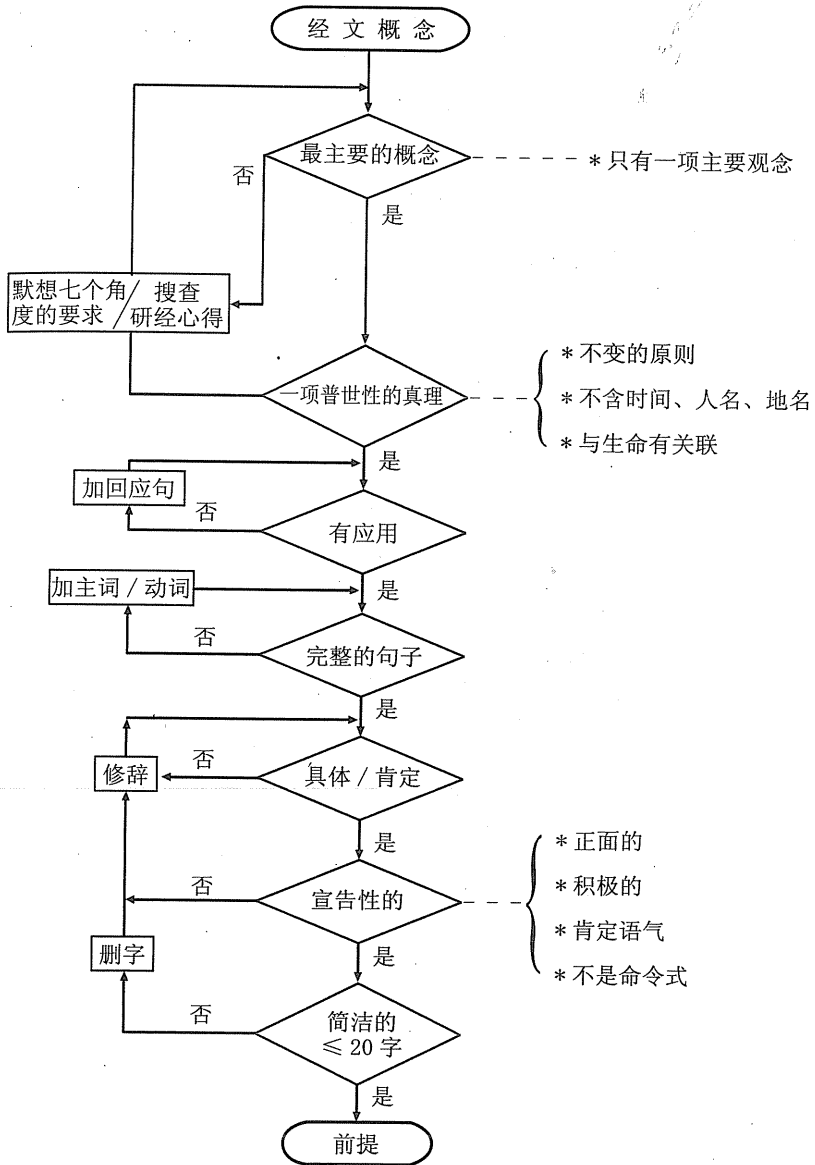 经文概念
最主要的概念
＊只有一项主要观念
否
是
默想七个角 / 搜查
度的要求 / 研经心得
一项普世性的真理
＊不变的原则
＊不含时间、人名、地名
＊与生命有关联
是
加回应句
否
有应用
是
加主词 / 动词
否
完整的句子
是
修辞
否
具体 / 肯定
是
＊正面的
＊积极的
＊肯定语气
＊不是命令式
否
宣告性的
删字
是
否
简洁的
≤ 20 字
是
前提